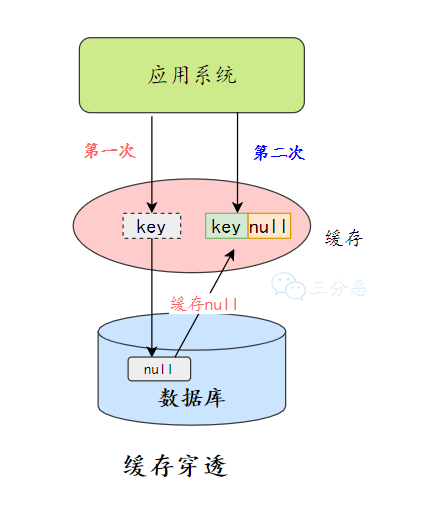 应用系统
第一次
第二次
key
key null
缓存
三分恶
缓存null
null
数据库
缓存穿透